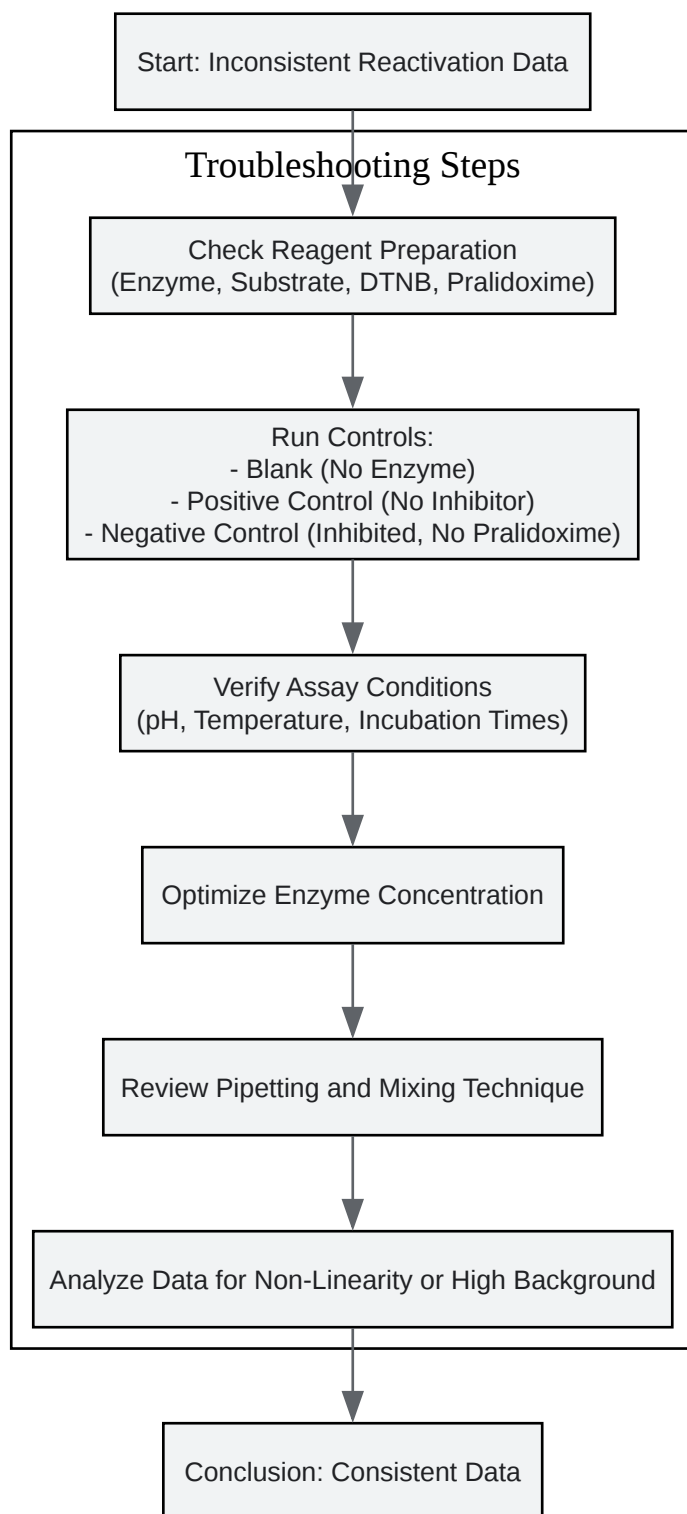 Start: Inconsistent Reactivation Data
Troubleshooting Steps
Check Reagent Preparation
(Enzyme, Substrate, DTNB, Pralidoxime)
Run Controls:
- Blank (No Enzyme)
- Positive Control (No Inhibitor)
- Negative Control (Inhibited, No Pralidoxime)
Verify Assay Conditions
(pH, Temperature, Incubation Times)
Optimize Enzyme Concentration
Review Pipetting and Mixing Technique
Analyze Data for Non-Linearity or High Background
Conclusion: Consistent Data